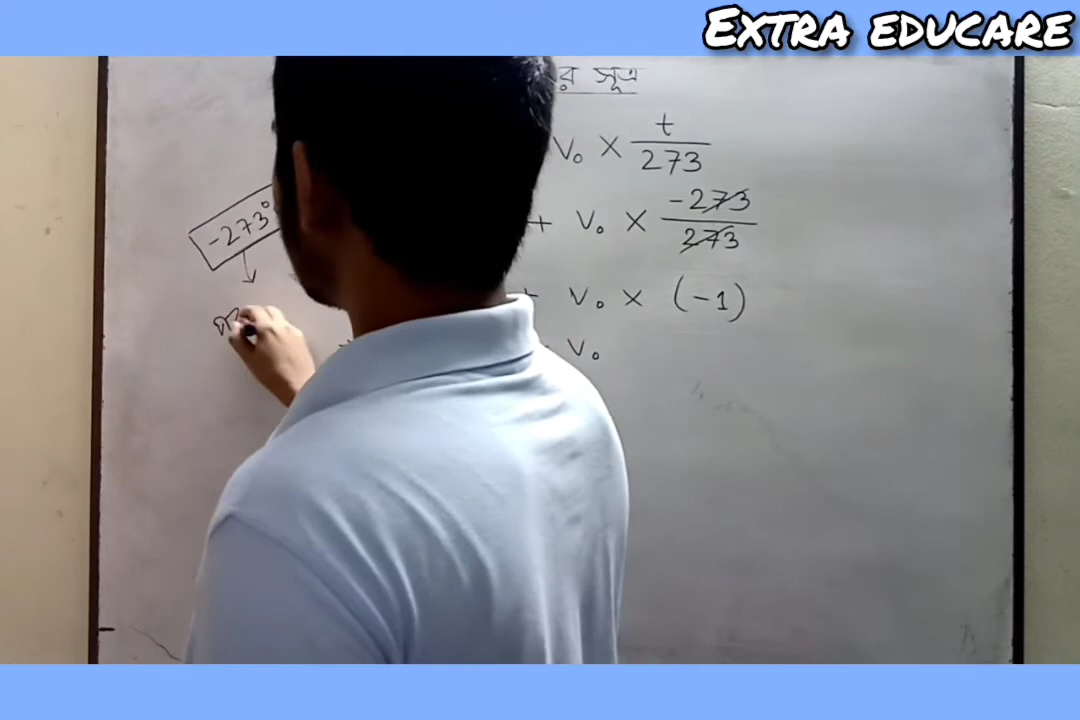 EXTRA EDUCARE
র সূত্র
V₀ × t/273
-273°
+ V₀ × -273/273
+ V₀ × (-1)
V₀